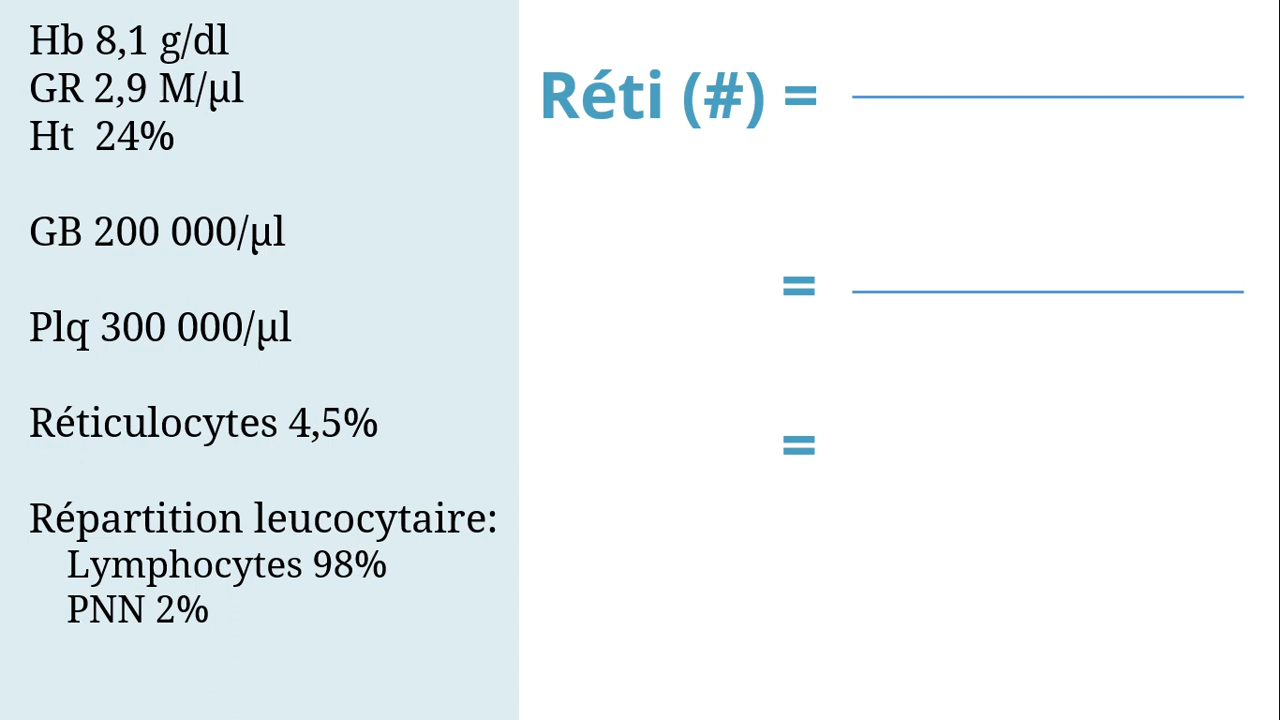 Hb 8,1 g/dl
GR 2,9 M/µl
Ht 24%
GB 200 000/µl
Plq 300 000/µl
Réticulocytes 4,5%
Répartition leucocytaire:
Lymphocytes 98%
PNN 2%
Réti (#) =
=
=